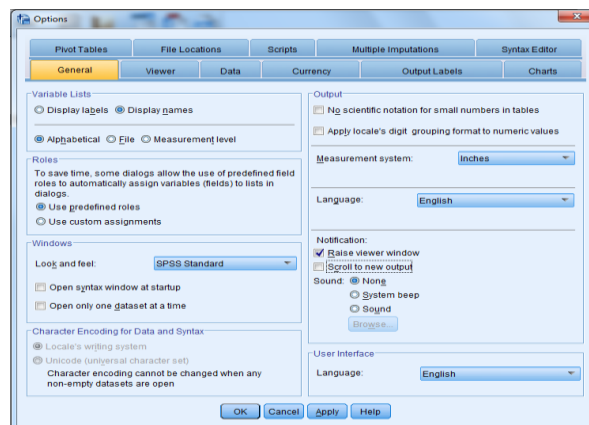 Options
Pivot Tables
File Locations
Scripts
Multiple Imputations
Syntax Editor
General
Viewer
Data
Currency
Output Labels
Charts
Variable Lists
Display labels
Display names
Alphabetical
File
Measurement level
Roles
To save time, some dialogs allow the use of predefined field
roles to automatically assign variables (fields) to lists in
dialogs.
Use predefined roles
Use custom assignments
Windows
Look and feel:
SPSS Standard
Open syntax window at startup
Open only one dataset at a time
Character Encoding for Data and Syntax
Locale's writing system
Unicode (universal character set)
Character encoding cannot be changed when any
non-empty datasets are open
Output
No scientific notation for small numbers in tables
Apply locale's digit grouping format to numeric values
Measurement system:
Inches
Language:
English
Notification:
Raise viewer window
Scroll to new output
Sound:
None
System beep
Sound
Browse...
User Interface
Language:
English
OK
Cancel
Apply
Help